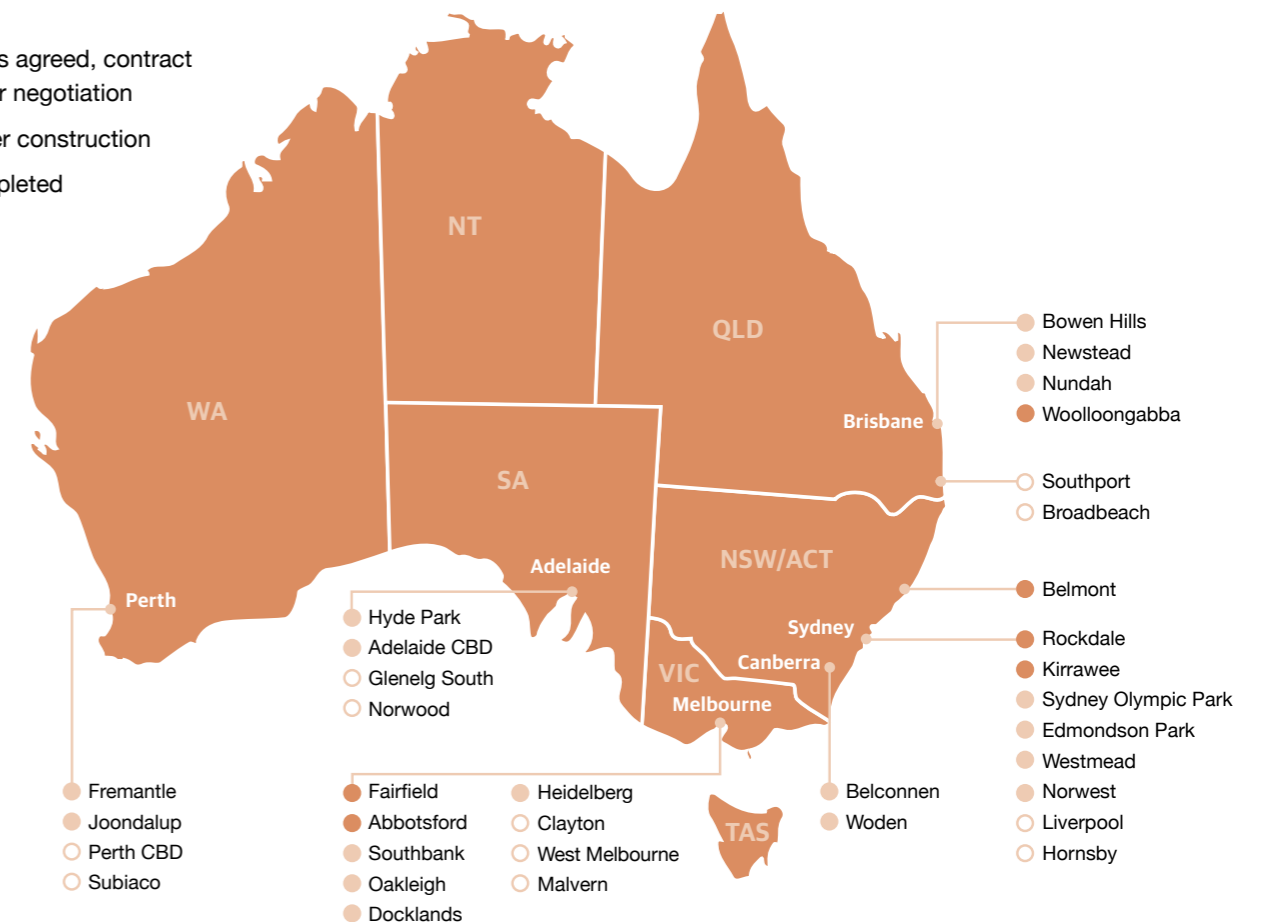 s agreed, contract
r negotiation
er construction
pleted
NT
QLD
WA
SA
NSW/ACT
VIC
TAS
Brisbane
Adelaide
Perth
Sydney
Canberra
Melbourne
Bowen Hills
Newstead
Nundah
Woolloongabba
Southport
Broadbeach
Belmont
Rockdale
Kirrawee
Sydney Olympic Park
Edmondson Park
Westmead
Norwest
Liverpool
Hornsby
Hyde Park
Adelaide CBD
Glenelg South
Norwood
Fremantle
Joondalup
Perth CBD
Subiaco
Fairfield
Abbotsford
Southbank
Oakleigh
Docklands
Heidelberg
Clayton
West Melbourne
Malvern
Belconnen
Woden